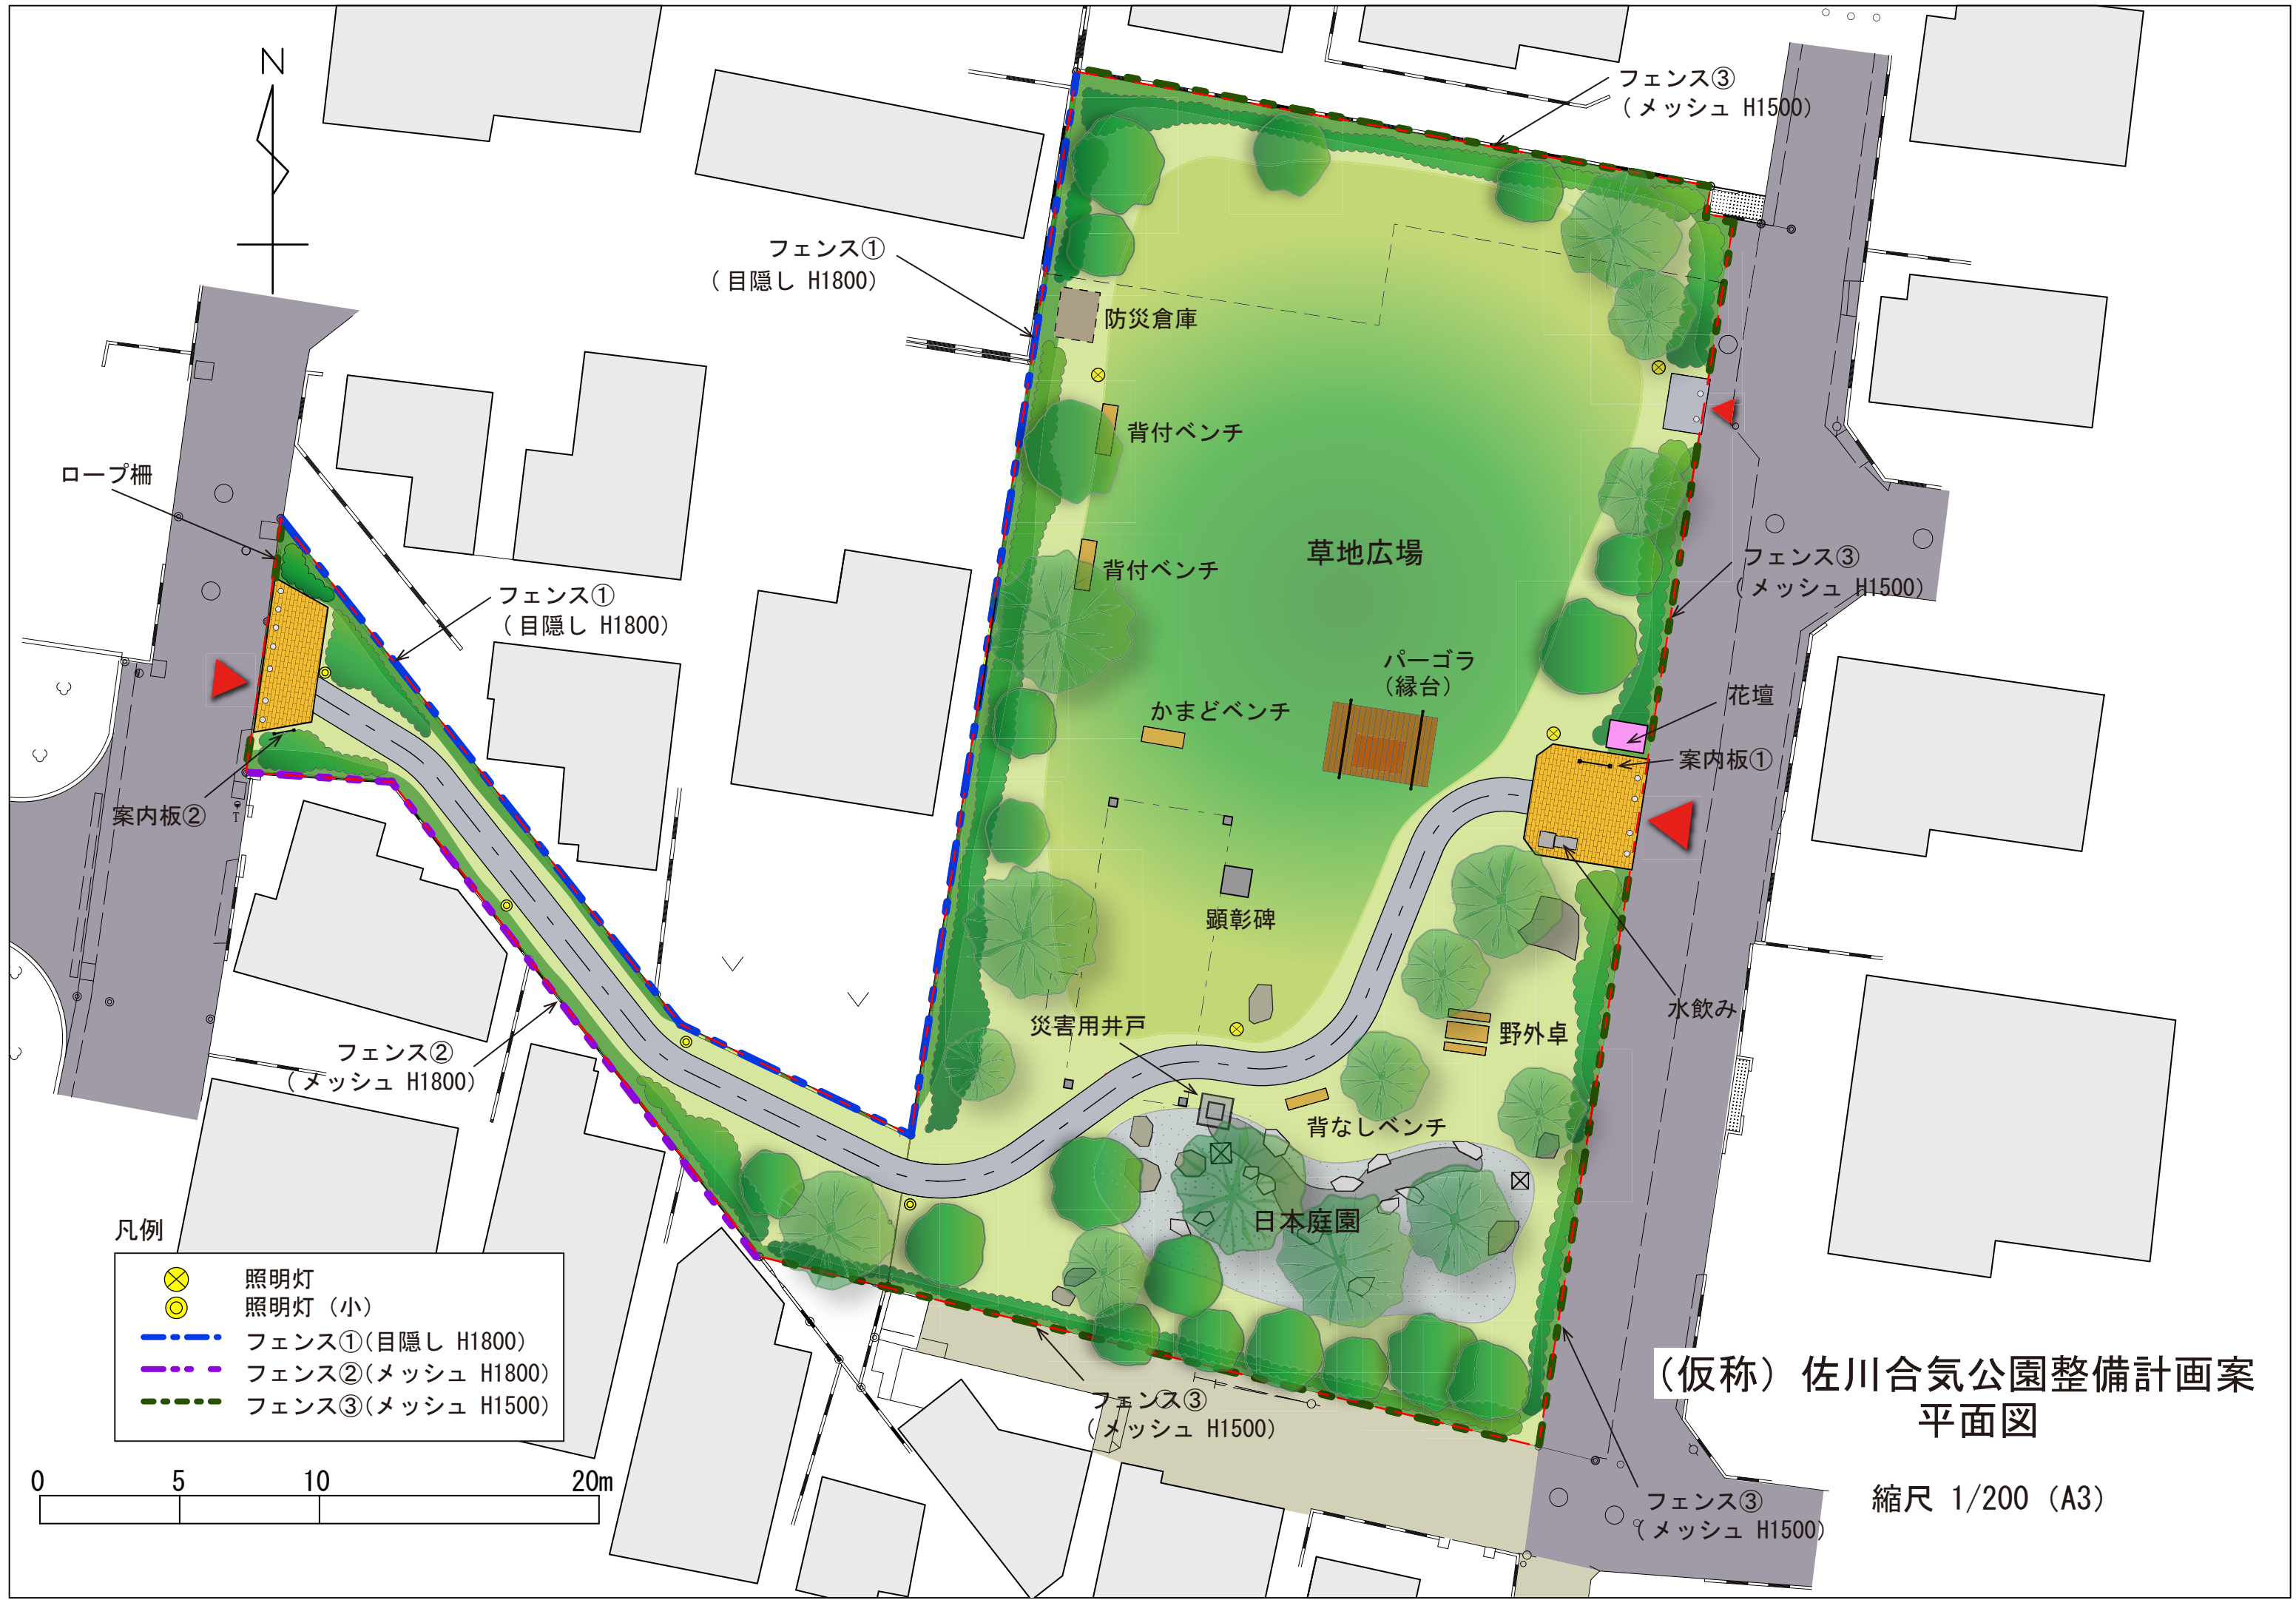 N
フェンス③
（メッシュ H1500）
フェンス①
（目隠し H1800）
防災倉庫
背付ベンチ
ロープ柵
草地広場
フェンス③
（メッシュ H1500）
背付ベンチ
フェンス①
（目隠し H1800）
パーゴラ
（縁台）
花壇
かまどベンチ
案内板①
案内板②
顕彰碑
水飲み
災害用井戸
野外卓
フェンス②
（メッシュ H1800）
背なしベンチ
日本庭園
凡例
照明灯
照明灯（小）
フェンス①(目隠し H1800)
フェンス②(メッシュ H1800)
フェンス③(メッシュ H1500)
フェンス③
（メッシュ H1500）
（仮称）佐川合気公園整備計画案
平面図
縮尺 1/200（A3）
フェンス③
（メッシュ H1500）
0 5 10 20m